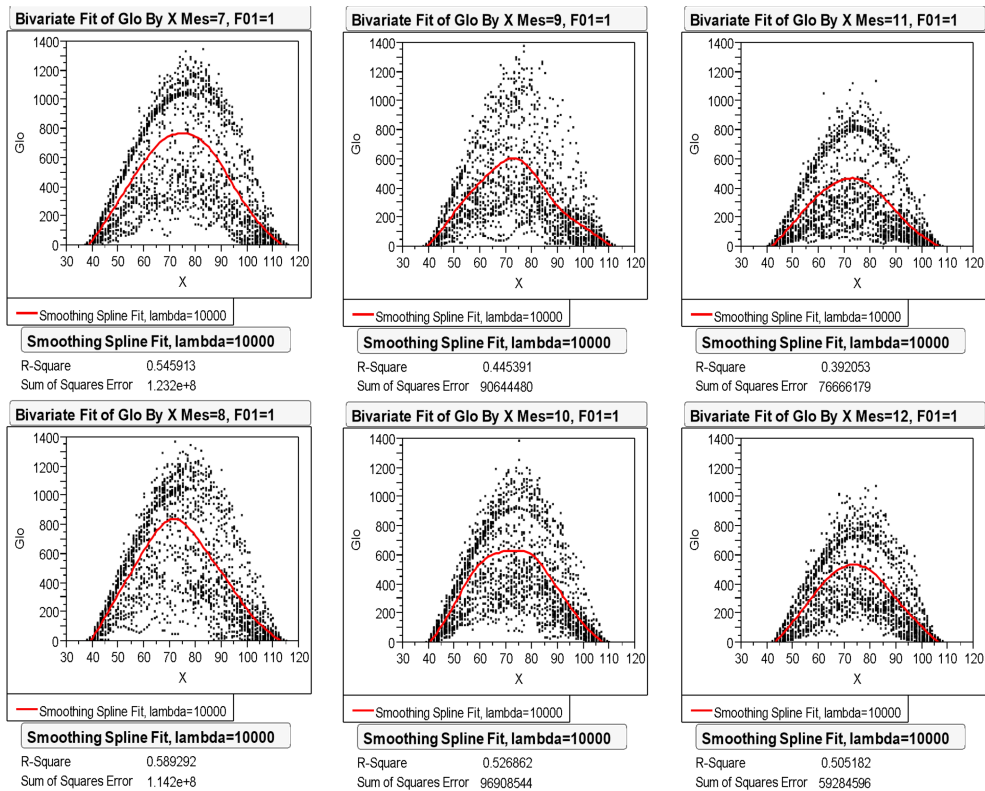 Bivariate Fit of Glo By X Mes=7, F01=1
1400
1200
1000
800
600
400
200
0
Glo
30 40 50 60 70 80 90 100 110 120
X
Smoothing Spline Fit, lambda=10000
Smoothing Spline Fit, lambda=10000
R-Square 0.545913
Sum of Squares Error 1.232e+8
Bivariate Fit of Glo By X Mes=9, F01=1
1400
1200
1000
800
600
400
200
0
Glo
30 40 50 60 70 80 90 100 110 120
X
Smoothing Spline Fit, lambda=10000
Smoothing Spline Fit, lambda=10000
R-Square 0.445391
Sum of Squares Error 90644480
Bivariate Fit of Glo By X Mes=11, F01=1
1400
1200
1000
800
600
400
200
0
Glo
30 40 50 60 70 80 90 100 110 120
X
Smoothing Spline Fit, lambda=10000
Smoothing Spline Fit, lambda=10000
R-Square 0.392053
Sum of Squares Error 76666179
Bivariate Fit of Glo By X Mes=8, F01=1
1400
1200
1000
800
600
400
200
0
Glo
30 40 50 60 70 80 90 100 110 120
X
Smoothing Spline Fit, lambda=10000
Smoothing Spline Fit, lambda=10000
R-Square 0.589292
Sum of Squares Error 1.142e+8
Bivariate Fit of Glo By X Mes=10, F01=1
1400
1200
1000
800
600
400
200
0
Glo
30 40 50 60 70 80 90 100 110 120
X
Smoothing Spline Fit, lambda=10000
Smoothing Spline Fit, lambda=10000
R-Square 0.526862
Sum of Squares Error 96908544
Bivariate Fit of Glo By X Mes=12, F01=1
1400
1200
1000
800
600
400
200
0
Glo
30 40 50 60 70 80 90 100 110 120
X
Smoothing Spline Fit, lambda=10000
Smoothing Spline Fit, lambda=10000
R-Square 0.505182
Sum of Squares Error 59284596